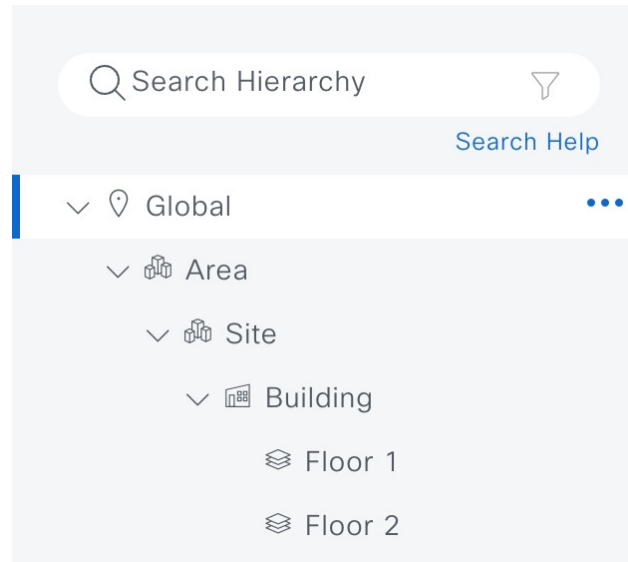 Search Hierarchy
Search Help
Global
Area
Site
Building
Floor 1
Floor 2